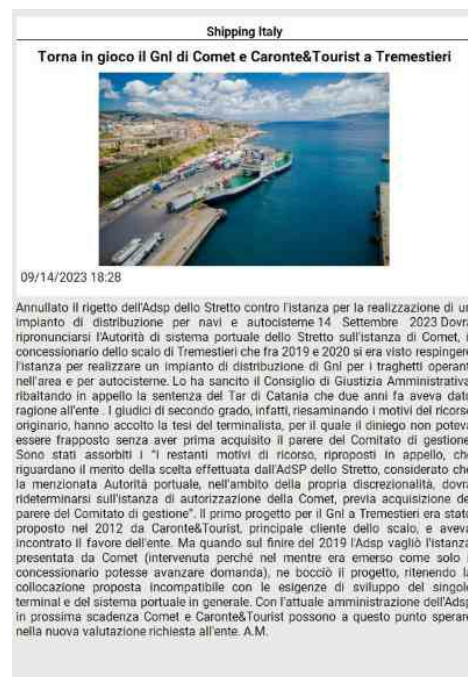 Shipping Italy
Torna in gioco il Gnl di Comet e Caronte&Tourist a Tremestieri
09/14/2023 18:28
Annullato il rigetto dell'Adsp dello Stretto contro l'istanza per la realizzazione di un
impianto di distribuzione per navi e autocisterne 14 Settembre 2023 Dovrà
ripronunciarsi l'Autorità di sistema portuale dello Stretto sull'istanza di Comet, i
concessionario dello scalo di Tremestieri che fra 2019 e 2020 si era visto respingere
l'istanza per realizzare un impianto di distribuzione di Gnl per i traghetti operant
nell'area e per autocisterne. Lo ha sancito il Consiglio di Giustizia Amministrativa
ribaltando in appello la sentenza del Tar di Catania che due anni fa aveva dato
ragione all'ente . I giudici di secondo grado, infatti, riesaminando i motivi del ricorso
originario, hanno accolto la tesi del terminalista, per il quale il diniego non poteva
essere frapposto senza aver prima acquisito il parere del Comitato di gestione
Sono stati assorbiti i "i restanti motivi di ricorso, riproposti in appello, che
riguardano il merito della scelta effettuata dall'AdSP dello Stretto, considerato che
la menzionata Autorità portuale, nell'ambito della propria discrezionalità, dovrà
rideterminarsi sull'istanza di autorizzazione della Comet, previa acquisizione de
parere del Comitato di gestione". Il primo progetto per il Gnl a Tremestieri era stato
proposto nel 2012 da Caronte&Tourist, principale cliente dello scalo, e aveva
incontrato il favore dell'ente. Ma quando sul finire del 2019 l'Adsp vagliò l'istanza
presentata da Comet (intervenuta perché nel mentre era emerso come solo i
concessionario potesse avanzare domanda), ne bocciò il progetto, ritenendo la
collocazione proposta incompatibile con le esigenze di sviluppo del singolo
terminal e del sistema portuale in generale. Con l'attuale amministrazione dell'Adsp
in prossima scadenza Comet e Caronte&Tourist possono a questo punto sperare
nella nuova valutazione richiesta all'ente. A.M.